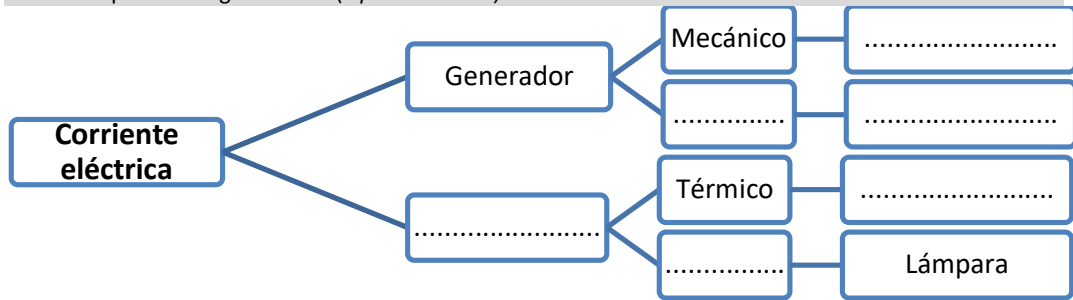 Mecánico
...........................
Generador
...............
...........................
Corriente
eléctrica
Térmico
...........................
.........................
................
Lámpara